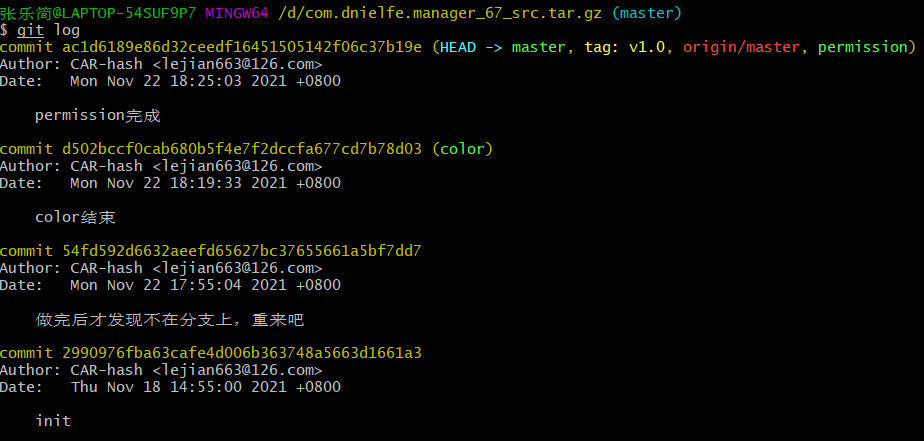 张乐简@LAPTOP-54SUF9P7 MINGW64 /d/com.dnielfe.manager_67_src.tar.gz (master)
$ git log
commit ac1d6189e86d32ceedf16451505142f06c37b19e (HEAD -> master, tag: v1.0, origin/master, permission)
Author: CAR-hash <lejian663@126.com>
Date:   Mon Nov 22 18:25:03 2021 +0800
permission完成
commit d502bccf0cab680b5f4e7f2dccfa677cd7b78d03 (color)
Author: CAR-hash <lejian663@126.com>
Date:   Mon Nov 22 18:19:33 2021 +0800
color结束
commit 54fd592d6632aeefd65627bc37655661a5bf7dd7
Author: CAR-hash <lejian663@126.com>
Date:   Mon Nov 22 17:55:04 2021 +0800
做完后才发现不在分支上，重来吧
commit 2990976fba63cafe4d006b363748a5663d1661a3
Author: CAR-hash <lejian663@126.com>
Date:   Thu Nov 18 14:55:00 2021 +0800
init